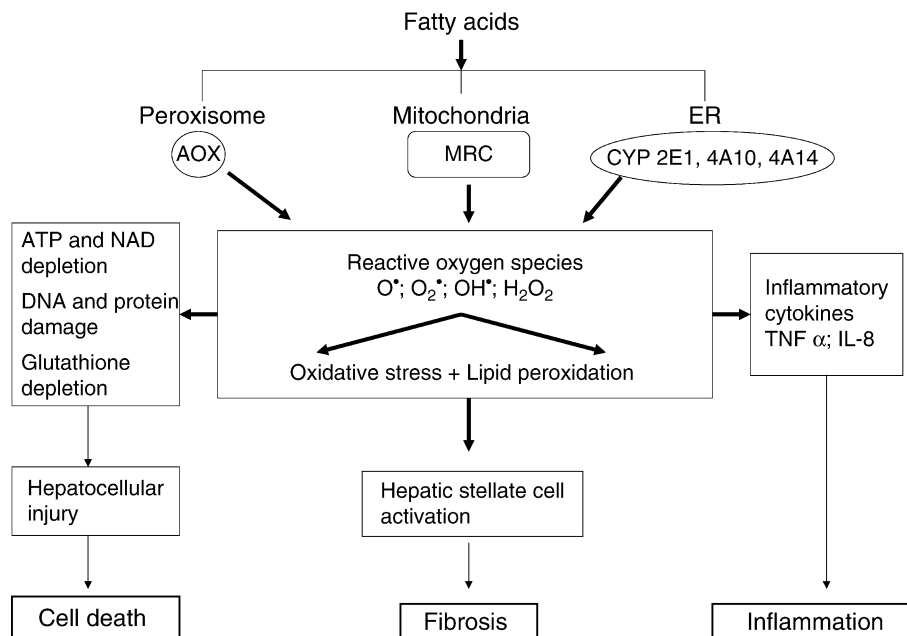 Fatty acids
Peroxisome
Mitochondria
ER
AOX
MRC
CYP 2E1, 4A10, 4A14
ATP and NAD
depletion
DNA and protein
damage
Glutathione
depletion
Reactive oxygen species
O•; O₂•; OH•; H₂O₂
Oxidative stress + Lipid peroxidation
Inflammatory
cytokines
TNF α; IL-8
Hepatocellular
injury
Hepatic stellate cell
activation
Cell death
Fibrosis
Inflammation